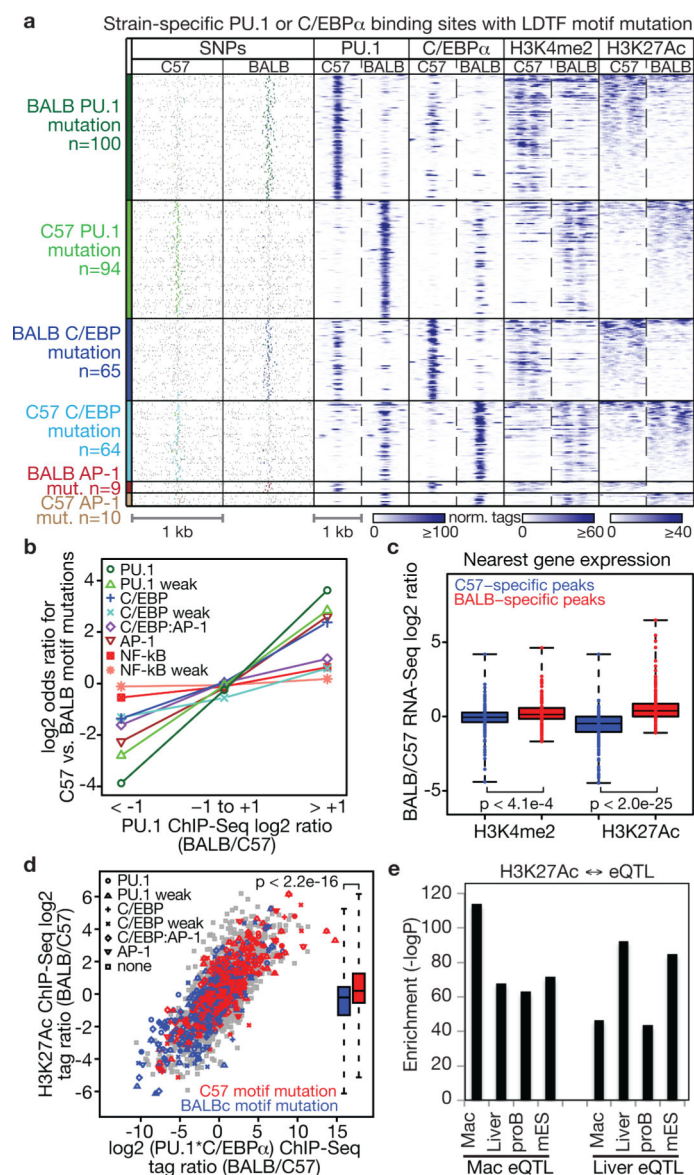 a Strain-specific PU.1 or C/EBPα binding sites with LDTF motif mutation
SNPs PU.1 C/EBPα H3K4me2 H3K27Ac
C57 BALB C57 BALB C57 BALB C57 BALB C57 BALB
BALB PU.1
mutation
n=100
C57 PU.1
mutation
n=94
BALB C/EBP
mutation
n=65
C57 C/EBP
mutation
n=64
BALB AP-1
mut. n=9
C57 AP-1
mut. n=10
1 kb 1 kb
0 norm. tags
≥100
0 ≥60
0 ≥40
b
PU.1
PU.1 weak
C/EBP
C/EBP weak
C/EBP:AP-1
AP-1
NF-kB
NF-kB weak
log2 odds ratio for
C57 vs. BALB motif mutations
4
2
0
-2
-4
< -1 −1 to +1 > +1
PU.1 ChIP-Seq log2 ratio
(BALB/C57)
c Nearest gene expression
C57−specific peaks
BALB−specific peaks
BALB/C57 RNA-Seq log2 ratio
5
0
-5
p < 4.1e-4 p < 2.0e-25
H3K4me2 H3K27Ac
d
PU.1
PU.1 weak
C/EBP
C/EBP weak
C/EBP:AP-1
AP-1
none
p < 2.2e-16
H3K27Ac ChIP-Seq log2
tag ratio (BALB/C57)
6
4
2
0
-2
-4
-6
C57 motif mutation
BALBc motif mutation
-10 -5 0 5 10 15
log2 (PU.1*C/EBPα) ChIP-Seq
tag ratio (BALB/C57)
e
H3K27Ac ↔ eQTL
Enrichment (-logP)
120
100
80
60
40
20
0
Mac Liver proB mES Mac Liver proB mES
Mac eQTL Liver eQTL